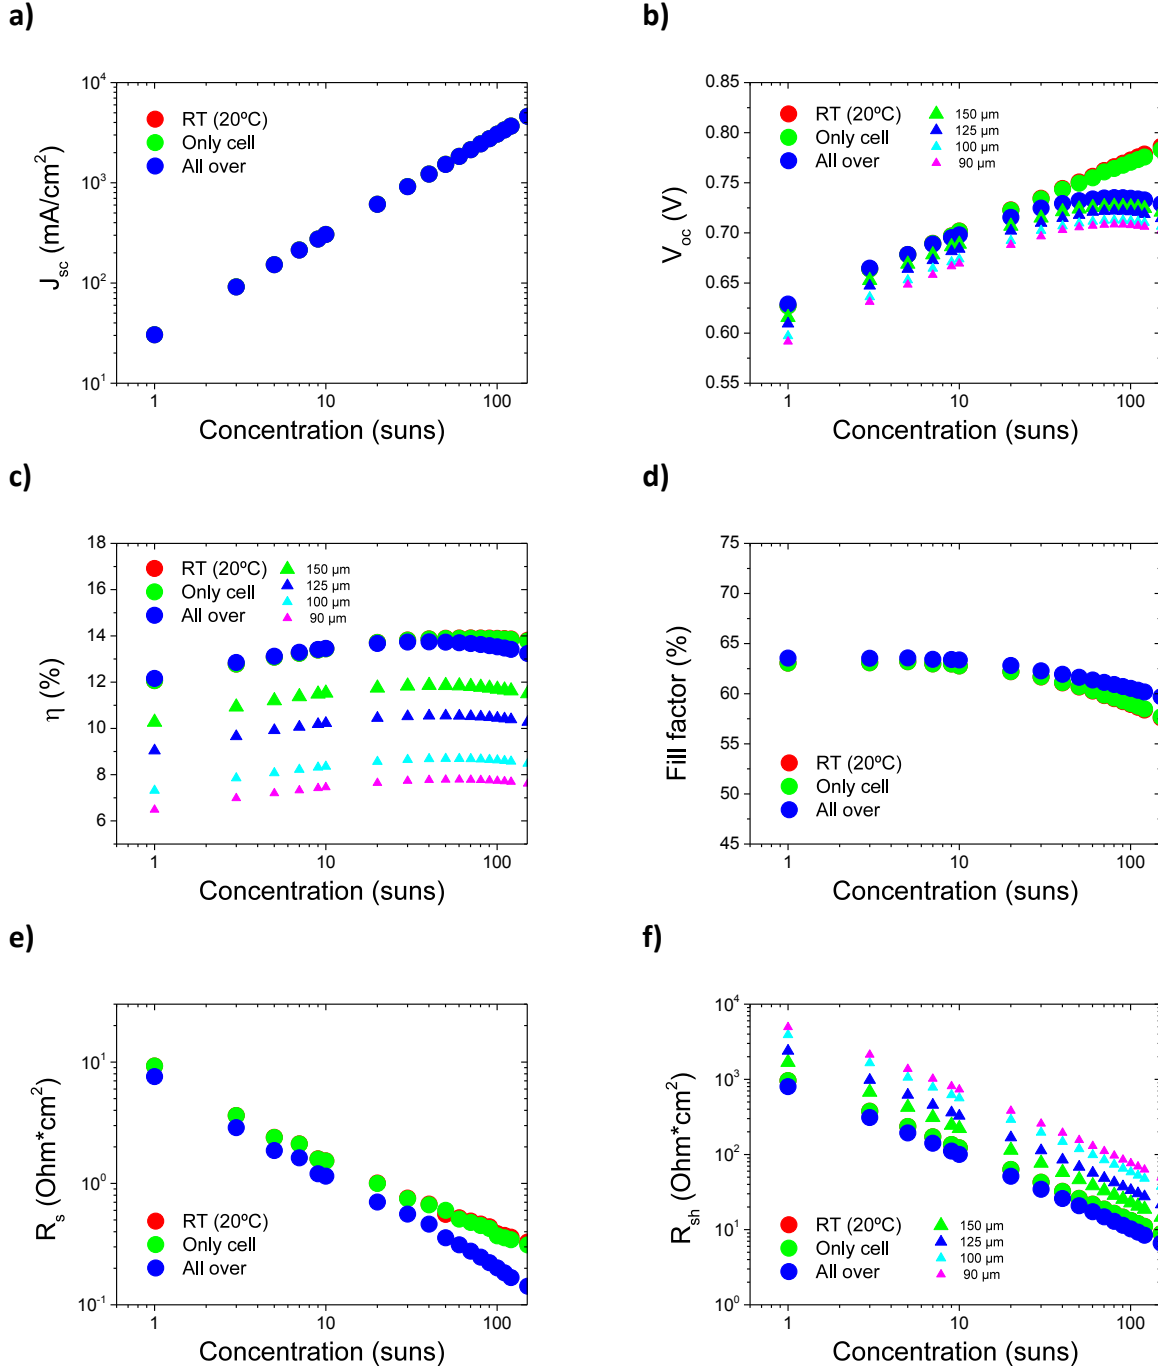 a)
10^4
10^3
10^2
10^1
J_sc (mA/cm^2)
RT (20ºC)
Only cell
All over
1
10
100
Concentration (suns)
b)
0.85
0.80
0.75
0.70
0.65
0.60
0.55
V_oc (V)
RT (20ºC)
Only cell
All over
150 µm
125 µm
100 µm
90 µm
1
10
100
Concentration (suns)
c)
18
16
14
12
10
8
6
η (%)
RT (20ºC)
Only cell
All over
150 µm
125 µm
100 µm
90 µm
1
10
100
Concentration (suns)
d)
75
70
65
60
55
50
45
Fill factor (%)
RT (20ºC)
Only cell
All over
1
10
100
Concentration (suns)
e)
10^1
10^0
10^-1
R_s (Ohm*cm^2)
RT (20ºC)
Only cell
All over
1
10
100
Concentration (suns)
f)
10^4
10^3
10^2
10^1
10^0
R_sh (Ohm*cm^2)
RT (20ºC)
Only cell
All over
150 µm
125 µm
100 µm
90 µm
1
10
100
Concentration (suns)